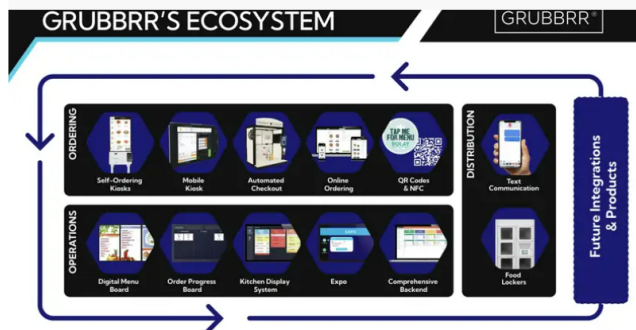 GRUBBRR'S ECOSYSTEM
GRUBBRR®
ORDERING
Self-Ordering
Kiosks
Mobile
Kiosk
Automated
Checkout
Online
Ordering
TAP ME
FOR MENU
QR Codes
& NFC
DISTRIBUTION
Text
Communication
OPERATIONS
Digital Menu
Board
Order Progress
Board
Kitchen Display
System
EXPO
Expo
Comprehensive
Backend
Food
Lockers
Future Integrations
& Products